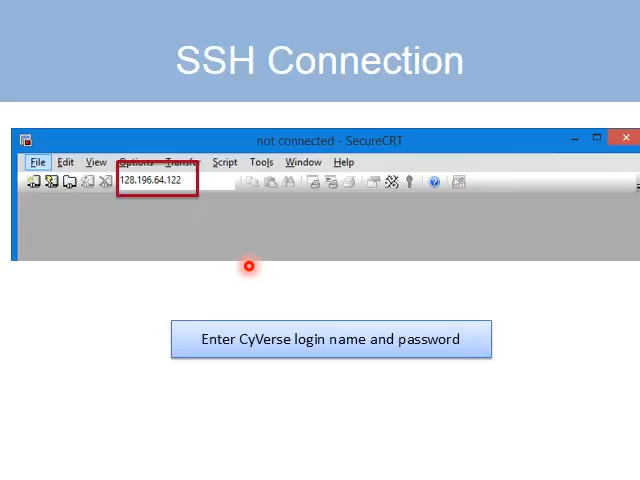 SSH Connection
not connected - SecureCRT
File Edit View Options Transfer Script Tools Window Help
128.196.64.122
Enter CyVerse login name and password